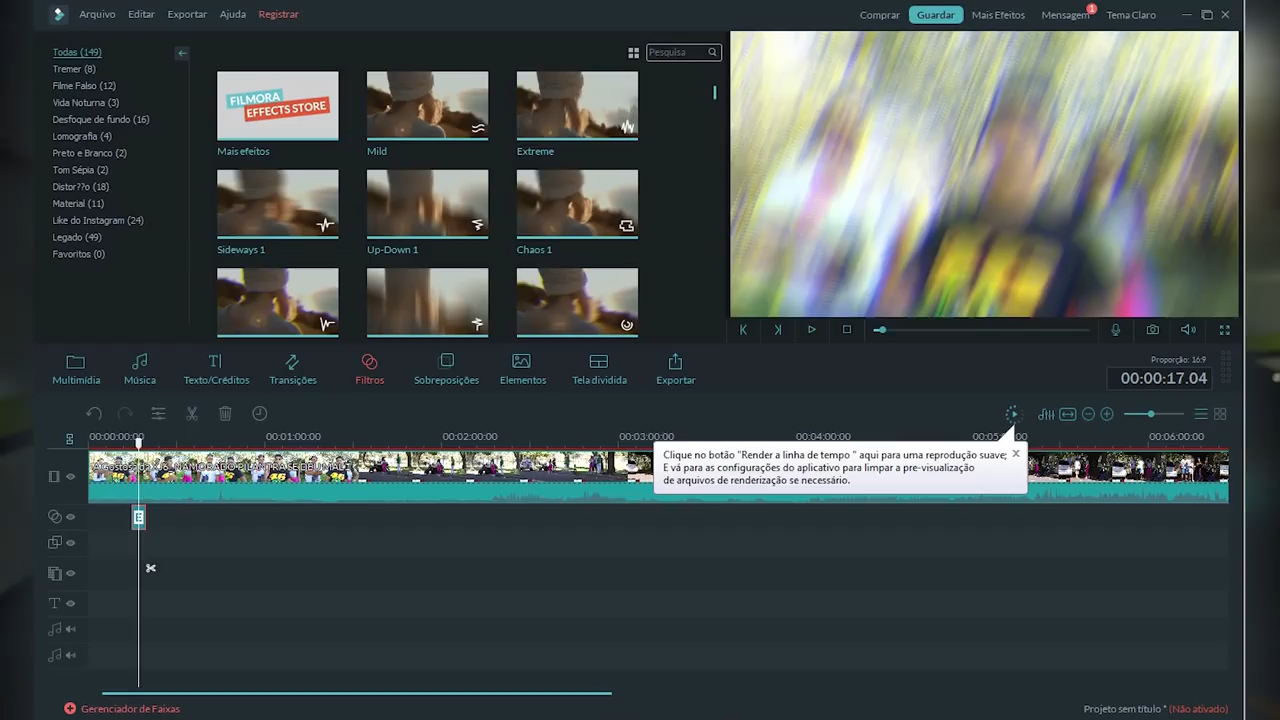 Arquivo Editar Exportar Ajuda Registrar
Comprar Guardar Mais Efeitos Mensagem 1 Tema Claro
Todas (149)
Tremer (8)
Filme Falso (12)
Vida Noturna (3)
Desfoque de fundo (16)
Lomografia (4)
Preto e Branco (2)
Tom Sépia (2)
Distor??o (18)
Material (11)
Like do Instagram (24)
Legado (49)
Favoritos (0)
Pesquisa
FILMORA
EFFECTS STORE
Mais efeitos Mild Extreme
Sideways 1 Up-Down 1 Chaos 1
Multimídia Música Texto/Créditos Transições Filtros Sobreposições Elementos Tela dividida Exportar
Proporção: 16:9
00:00:17.04
00:00:00:00 00:01:00:00 00:02:00:00 00:03:00:00 00:04:00:00 00:06:00:00
Clique no botão "Render a linha de tempo " aqui para uma reprodução suave;
E vá para as configurações do aplicativo para limpar a pre-visualização
de arquivos de renderização se necessário.
E
Gerenciador de Faixas
Projeto sem título * (Não ativado)